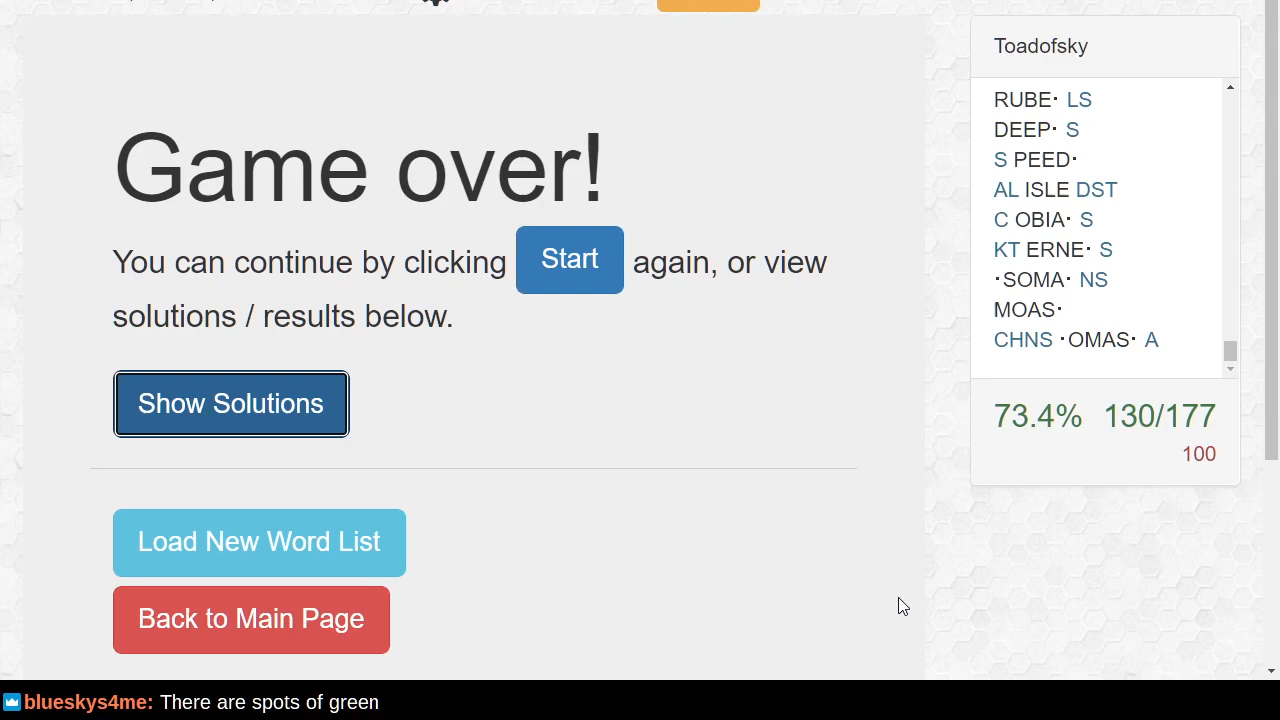 Game over!
You can continue by clicking Start again, or view
solutions / results below.
Show Solutions
Load New Word List
Back to Main Page
Toadofsky
RUBE· LS
DEEP· S
S PEED·
AL ISLE DST
C OBIA· S
KT ERNE· S
·SOMA· NS
MOAS·
CHNS ·OMAS· A
73.4% 130/177
100
blueskys4me: There are spots of green